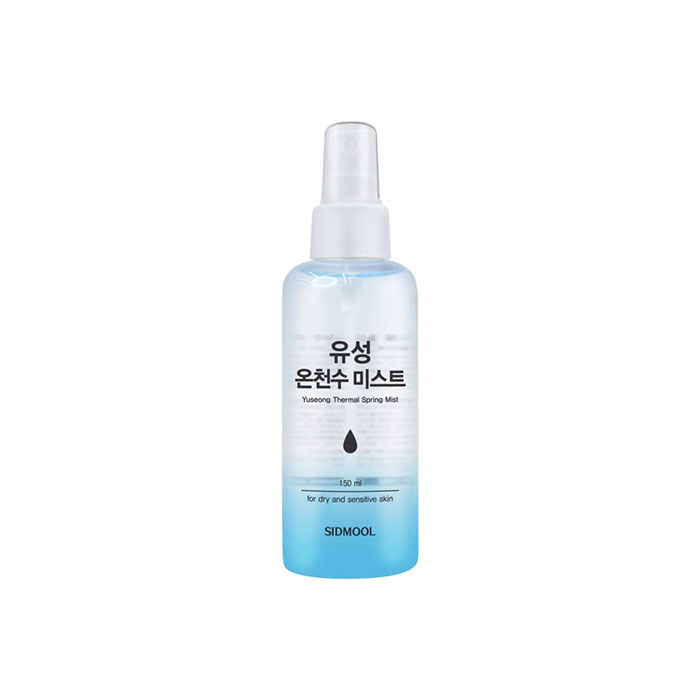 유성
온천수 미스트
Yuseong Thermal Spring Mist
150 ml
for dry and sensitive skin
SIDMOOL